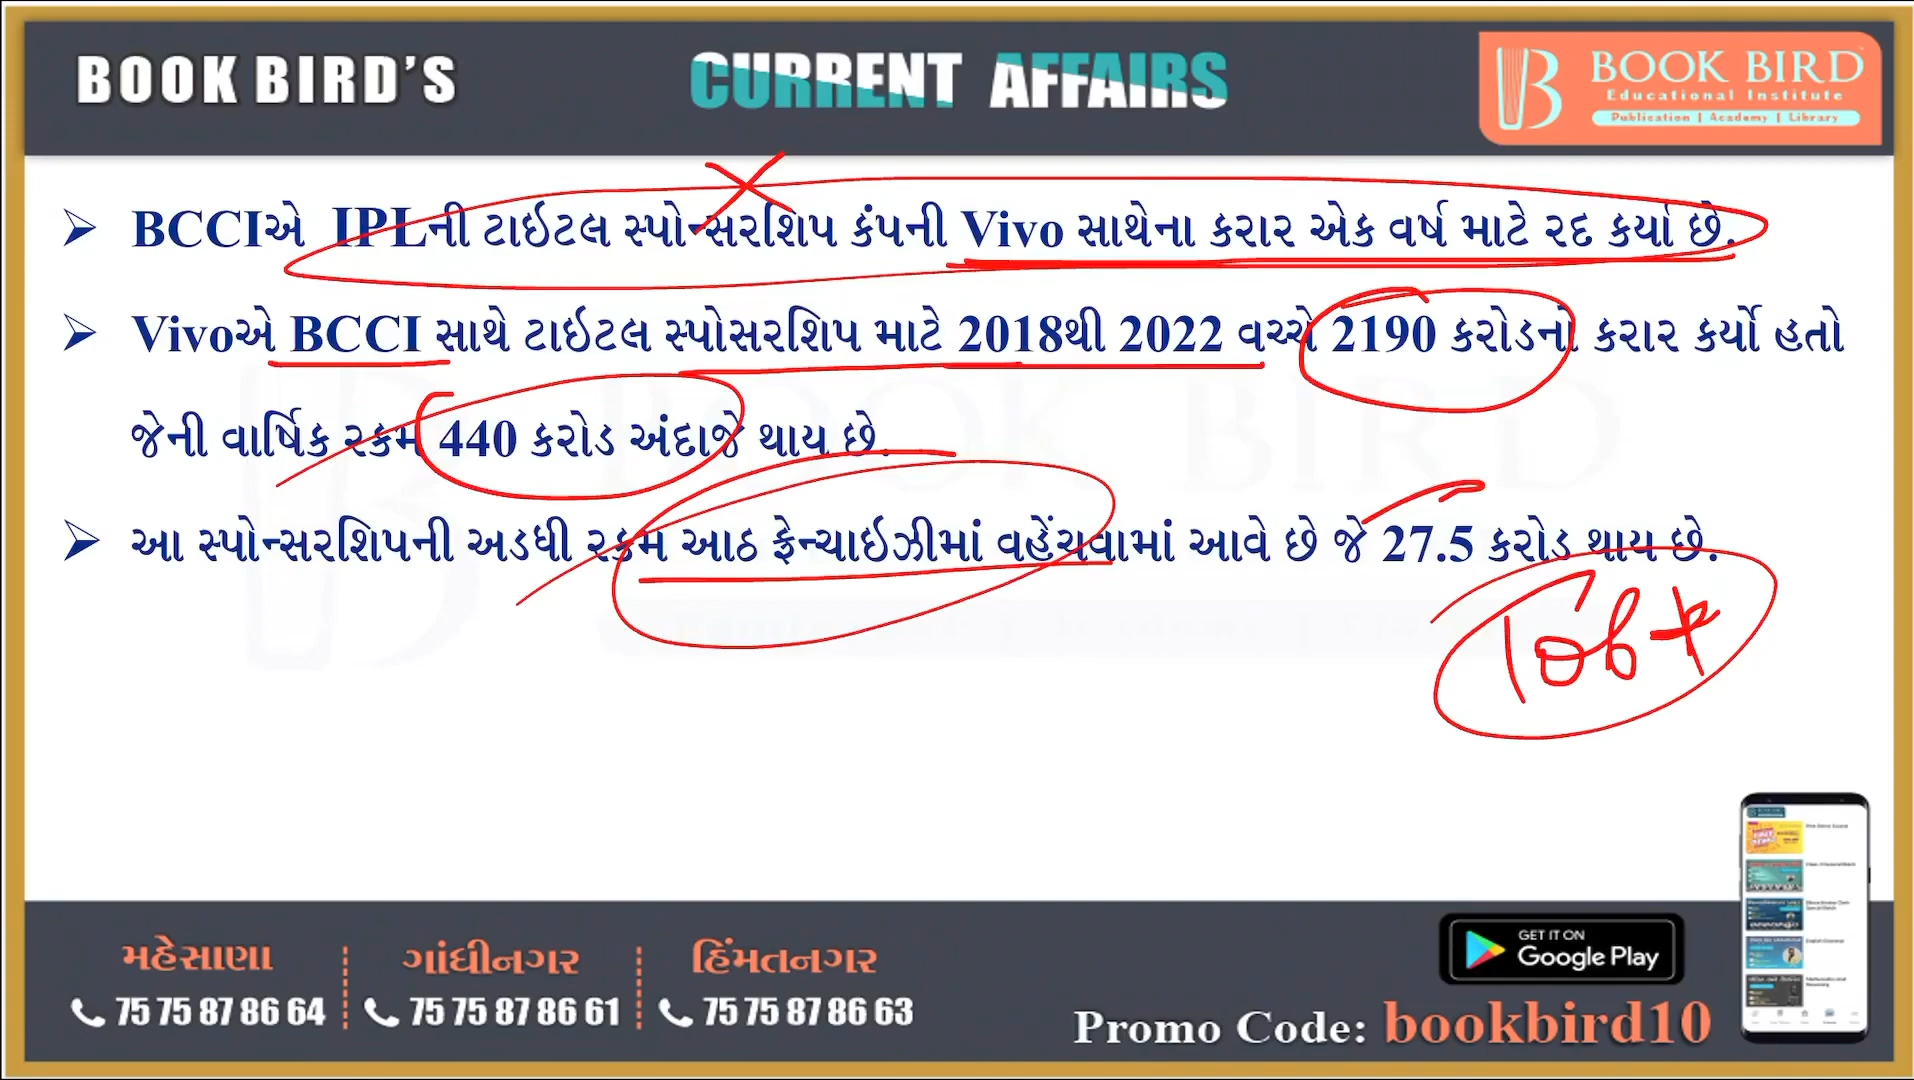 BOOK BIRD'S
CURRENT AFFAIRS
BOOK BIRD
Educational Institute
Publication | Academy | Library
BCCIએ IPLની ટાઇટલ સ્પોન્સરશિપ કંપની Vivo સાથેના કરાર એક વર્ષ માટે રદ કર્યા છે.
Vivoએ BCCI સાથે ટાઇટલ સ્પોસરશિપ માટે 2018થી 2022 વચ્ચે 2190 કરોડનો કરાર કર્યો હતો
જેની વાર્ષિક રકમ 440 કરોડ અંદાજે થાય છે.
આ સ્પોન્સરશિપની અડધી રકમ આઠ ફ્રેન્ચાઇઝીમાં વહેંચવામાં આવે છે જે 27.5 કરોડ થાય છે.
મહેસાણા
75 75 87 86 64
ગાંધીનગર
75 75 87 86 61
હિંમતનગર
75 75 87 86 63
GET IT ON
Google Play
Promo Code: bookbird10